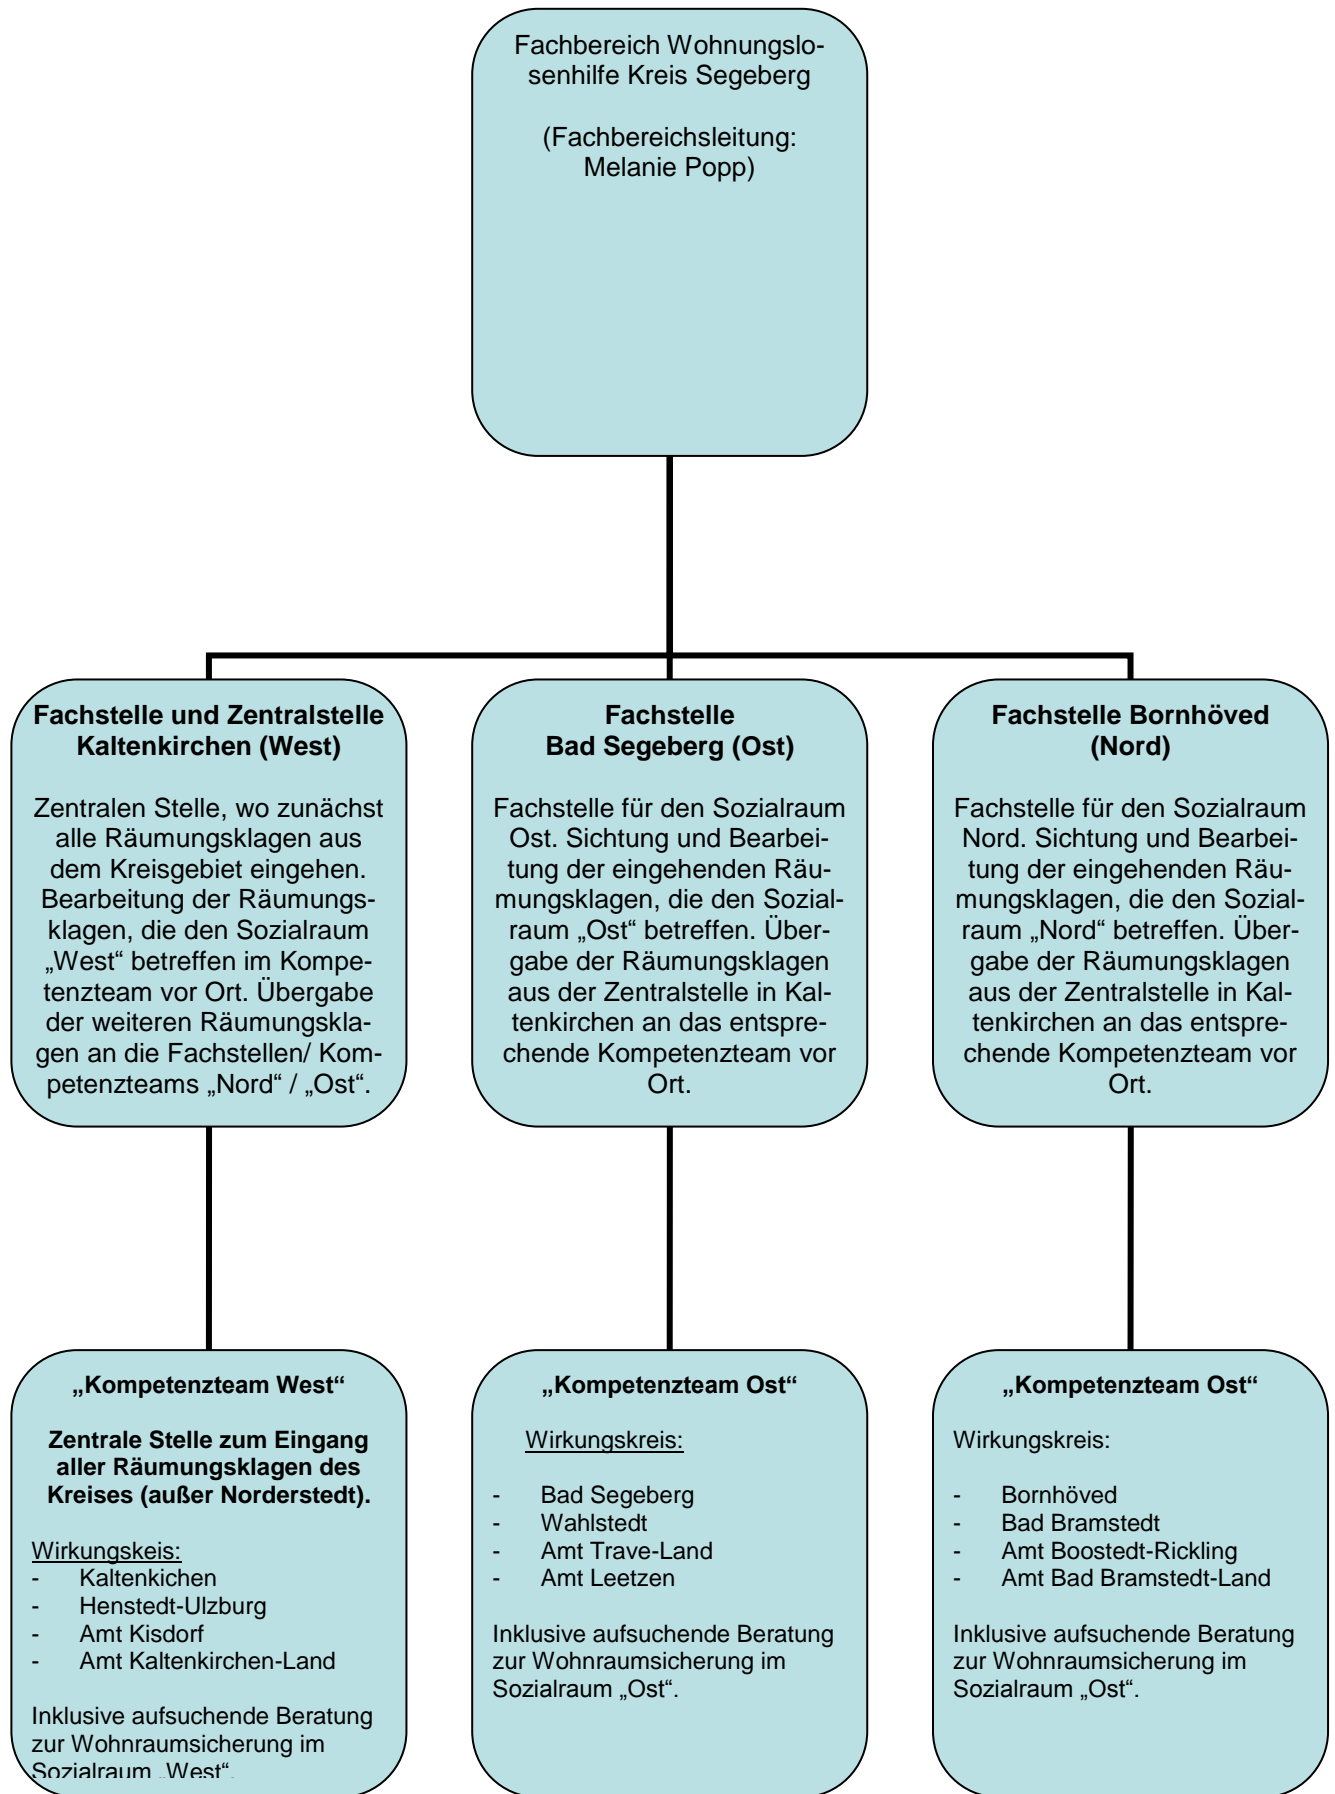 Fachbereich Wohnungslo-
senhilfe Kreis Segeberg
(Fachbereichsleitung:
Melanie Popp)
Fachstelle und Zentralstelle
Kaltenkirchen (West)
Zentralen Stelle, wo zunächst
alle Räumungsklagen aus
dem Kreisgebiet eingehen.
Bearbeitung der Räumungs-
klagen, die den Sozialraum
„West“ betreffen im Kompe-
tenzteam vor Ort. Übergabe
der weiteren Räumungskla-
gen an die Fachstellen/ Kom-
petenzteams „Nord“ / „Ost“.
Fachstelle
Bad Segeberg (Ost)
Fachstelle für den Sozialraum
Ost. Sichtung und Bearbei-
tung der eingehenden Räu-
mungsklagen, die den Sozial-
raum „Ost“ betreffen. Über-
gabe der Räumungsklagen
aus der Zentralstelle in Kal-
tenkirchen an das entspre-
chende Kompetenzteam vor
Ort.
Fachstelle Bornhöved
(Nord)
Fachstelle für den Sozialraum
Nord. Sichtung und Bearbei-
tung der eingehenden Räu-
mungsklagen, die den Sozial-
raum „Nord“ betreffen. Über-
gabe der Räumungsklagen
aus der Zentralstelle in Kal-
tenkirchen an das entspre-
chende Kompetenzteam vor
Ort.
„Kompetenzteam West“
Zentrale Stelle zum Eingang
aller Räumungsklagen des
Kreises (außer Norderstedt).
Wirkungskeis:
- Kaltenkichen
- Henstedt-Ulzburg
- Amt Kisdorf
- Amt Kaltenkirchen-Land
Inklusive aufsuchende Beratung
zur Wohnraumsicherung im
Sozialraum „West“.
„Kompetenzteam Ost“
Wirkungskreis:
- Bad Segeberg
- Wahlstedt
- Amt Trave-Land
- Amt Leetzen
Inklusive aufsuchende Beratung
zur Wohnraumsicherung im
Sozialraum „Ost“.
„Kompetenzteam Ost“
Wirkungskreis:
- Bornhöved
- Bad Bramstedt
- Amt Boostedt-Rickling
- Amt Bad Bramstedt-Land
Inklusive aufsuchende Beratung
zur Wohnraumsicherung im
Sozialraum „Ost“.